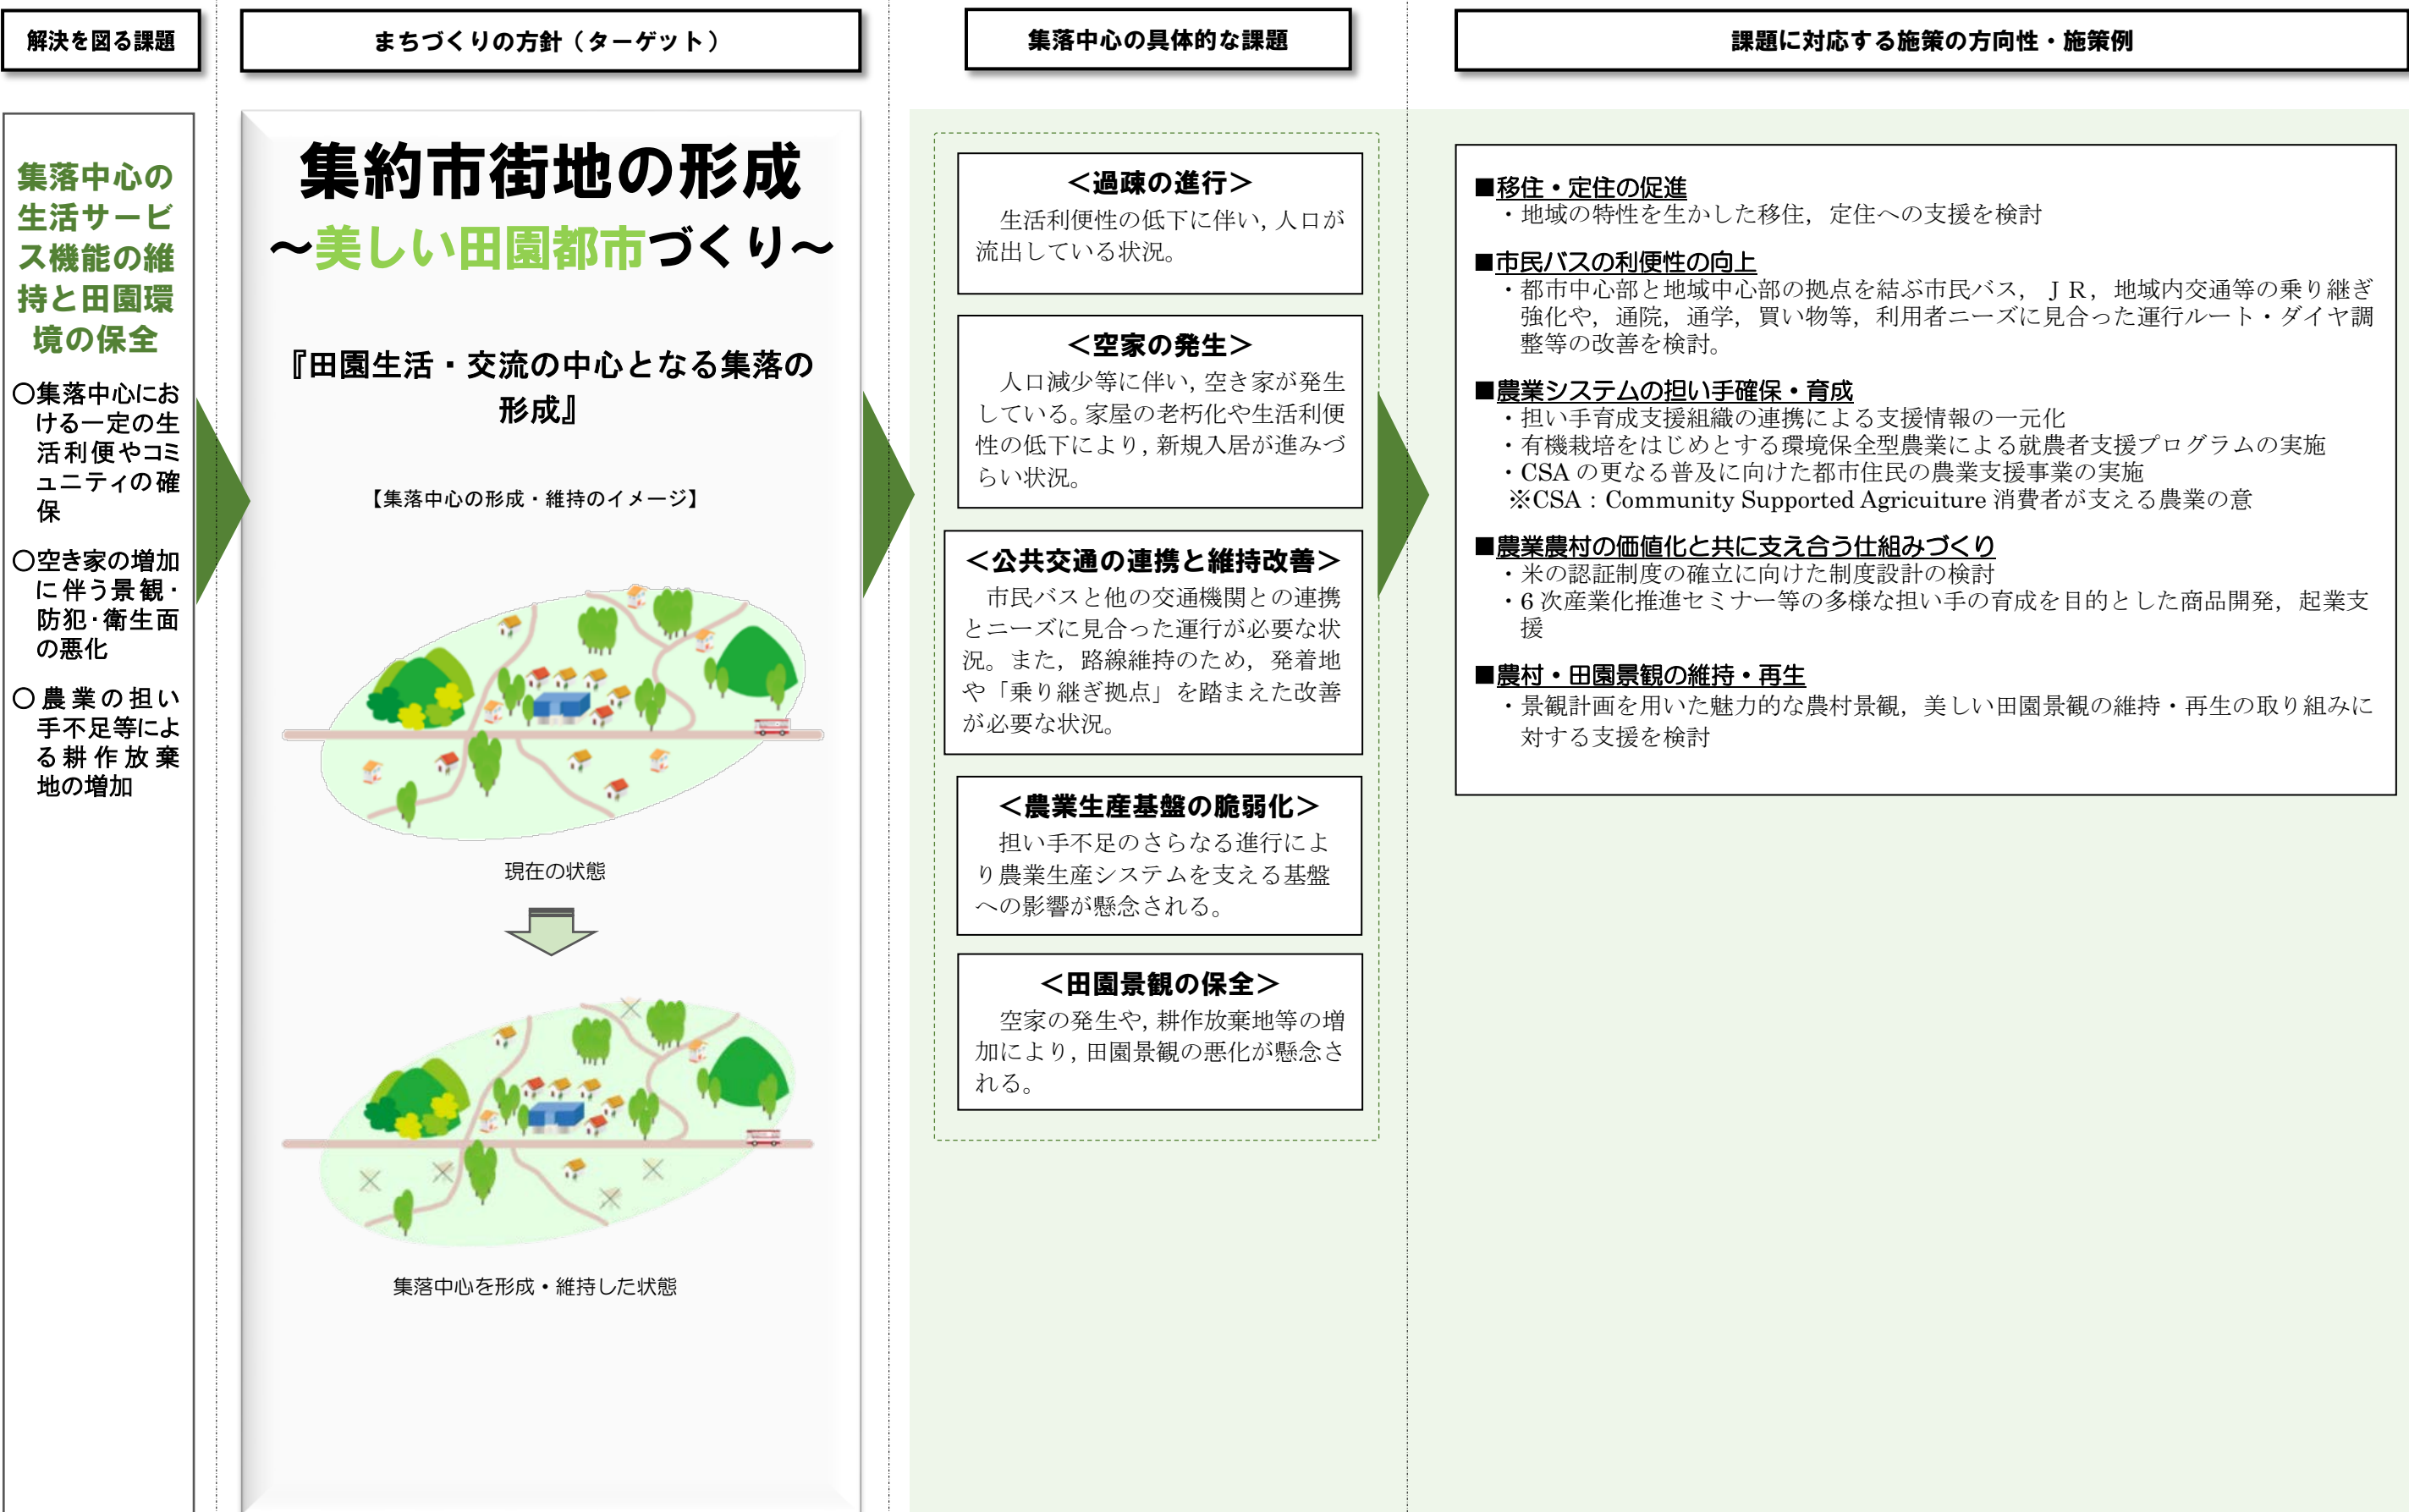 解決を図る課題
まちづくりの方針（ターゲット）
集落中心の具体的な課題
課題に対応する施策の方向性・施策例
集落中心の
生活サービ
ス機能の維
持と田園環
境の保全
〇集落中心にお
ける一定の生
活利便やコミ
ュニティの確
保
〇空き家の増加
に伴う景観・
防犯・衛生面
の悪化
〇農業の担い
手不足等によ
る耕作放棄
地の増加
集約市街地の形成
～美しい田園都市づくり～
『田園生活・交流の中心となる集落の
形成』
【集落中心の形成・維持のイメージ】
現在の状態
集落中心を形成・維持した状態
＜過疎の進行＞
生活利便性の低下に伴い，人口が
流出している状況。
＜空家の発生＞
人口減少等に伴い，空き家が発生
している。家屋の老朽化や生活利便
性の低下により，新規入居が進みづ
らい状況。
＜公共交通の連携と維持改善＞
市民バスと他の交通機関との連携
とニーズに見合った運行が必要な状
況。また，路線維持のため，発着地
や「乗り継ぎ拠点」を踏まえた改善
が必要な状況。
＜農業生産基盤の脆弱化＞
担い手不足のさらなる進行によ
り農業生産システムを支える基盤
への影響が懸念される。
＜田園景観の保全＞
空家の発生や，耕作放棄地等の増
加により，田園景観の悪化が懸念さ
れる。
■移住・定住の促進
・地域の特性を生かした移住，定住への支援を検討
■市民バスの利便性の向上
・都市中心部と地域中心部の拠点を結ぶ市民バス，ＪＲ，地域内交通等の乗り継ぎ
強化や，通院，通学，買い物等，利用者ニーズに見合った運行ルート・ダイヤ調
整等の改善を検討。
■農業システムの担い手確保・育成
・担い手育成支援組織の連携による支援情報の一元化
・有機栽培をはじめとする環境保全型農業による就農者支援プログラムの実施
・CSA の更なる普及に向けた都市住民の農業支援事業の実施
※CSA：Community Supported Agricuiture 消費者が支える農業の意
■農業農村の価値化と共に支え合う仕組みづくり
・米の認証制度の確立に向けた制度設計の検討
・6 次産業化推進セミナー等の多様な担い手の育成を目的とした商品開発，起業支
援
■農村・田園景観の維持・再生
・景観計画を用いた魅力的な農村景観，美しい田園景観の維持・再生の取り組みに
対する支援を検討